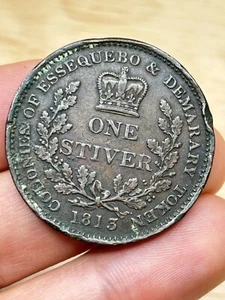 COLONIES OF ESSEQUEBO & DEMARARY TOKEN
ONE
STIVER
1813